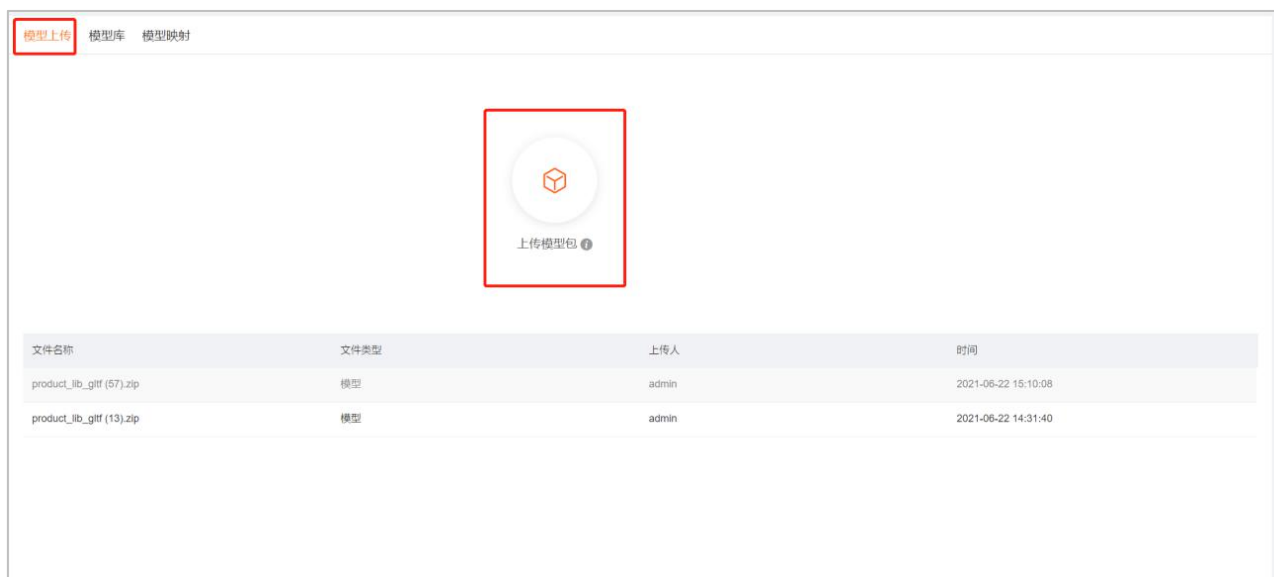 模型上传 模型库 模型映射
上传模型包
文件名称 文件类型 上传人 时间
product_lib_gltf (57).zip 模型 admin 2021-06-22 15:10:08
product_lib_gltf (13).zip 模型 admin 2021-06-22 14:31:40